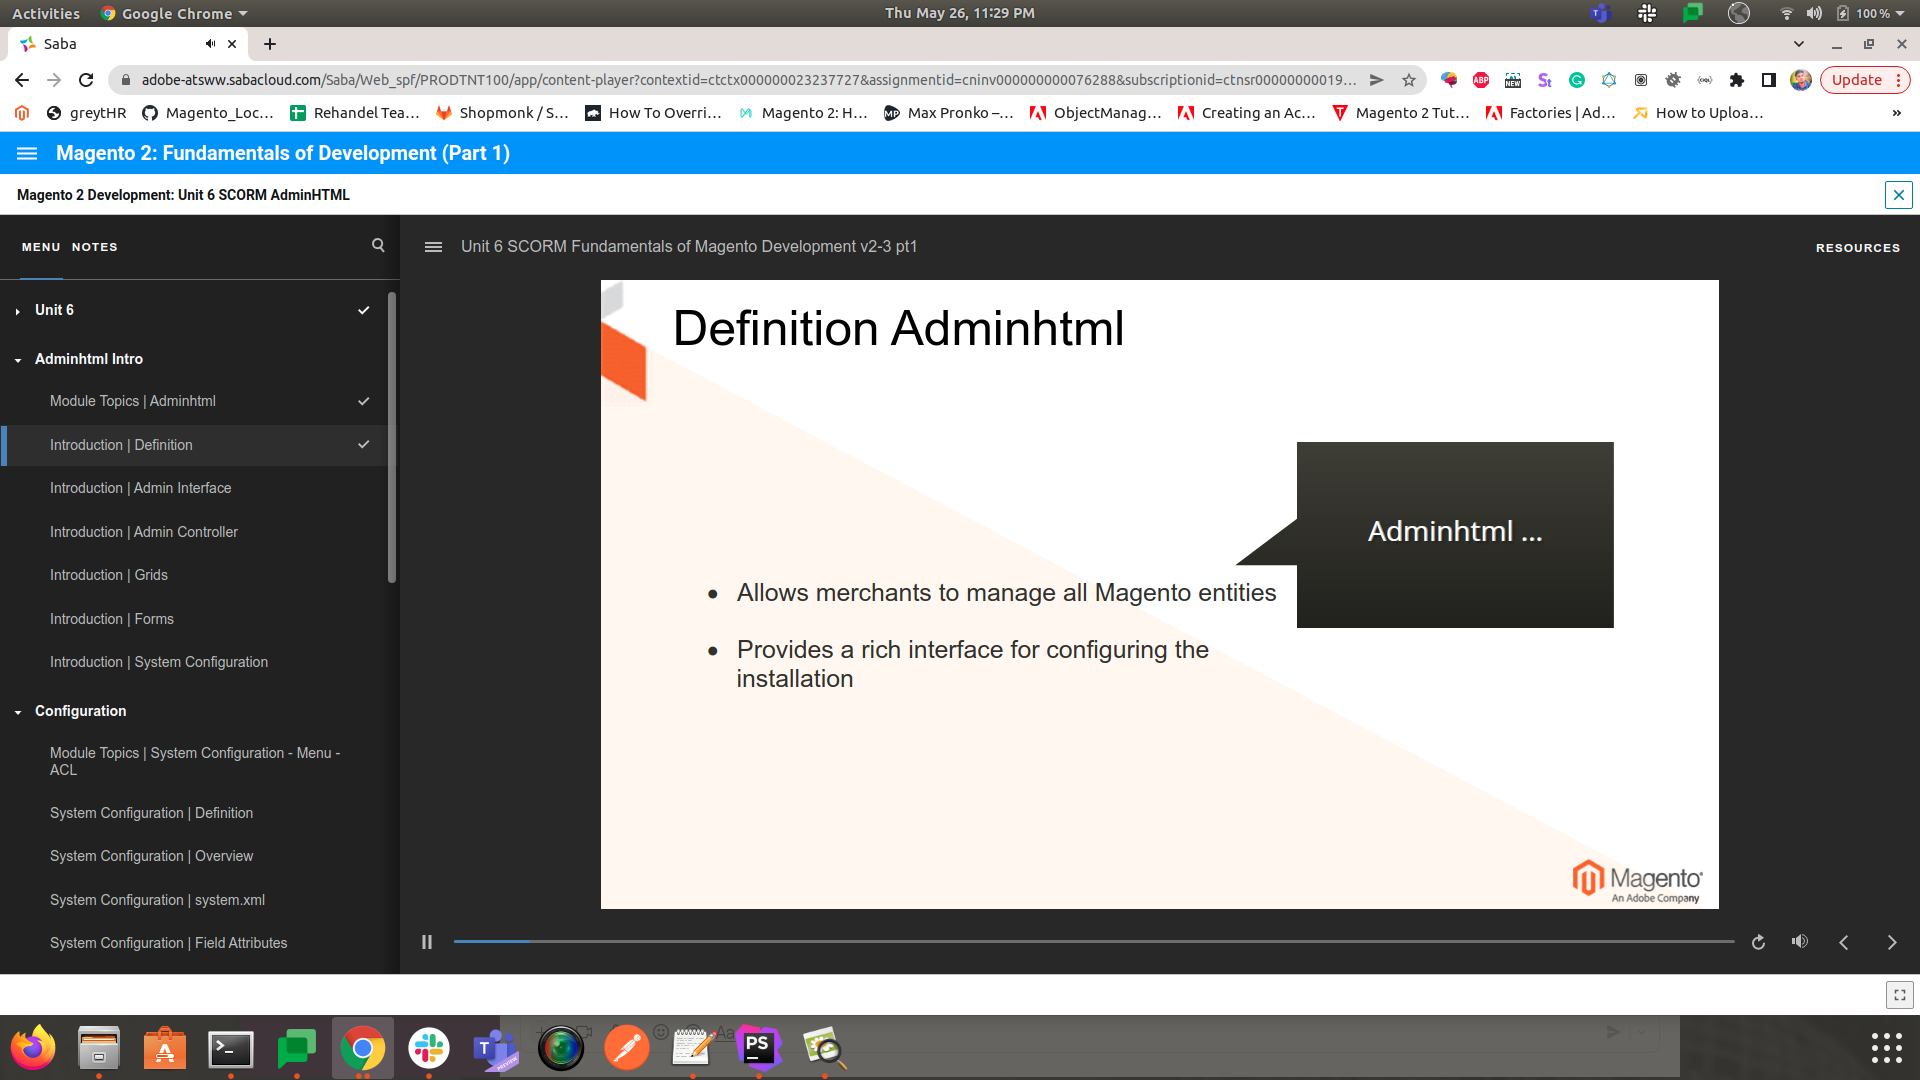 Activities Google Chrome Thu May 26, 11:29 PM 100 %
Saba
adobe-atsww.sabacloud.com/Saba/Web_spf/PRODTNT100/app/content-player?contextid=ctctx000000023237727&assignmentid=cninv000000000076288&subscriptionid=ctnsr00000000019... Update
greytHR Magento_Loc... Rehandel Tea... Shopmonk / S... How To Overri... Magento 2: H... Max Pronko –... ObjectManag... Creating an Ac... Magento 2 Tut... Factories | Ad... How to Uploa... »
Magento 2: Fundamentals of Development (Part 1)
Magento 2 Development: Unit 6 SCORM AdminHTML
MENU NOTES
Unit 6 SCORM Fundamentals of Magento Development v2-3 pt1
RESOURCES
Unit 6
Adminhtml Intro
Module Topics | Adminhtml
Introduction | Definition
Introduction | Admin Interface
Introduction | Admin Controller
Introduction | Grids
Introduction | Forms
Introduction | System Configuration
Configuration
Module Topics | System Configuration - Menu -
ACL
System Configuration | Definition
System Configuration | Overview
System Configuration | system.xml
System Configuration | Field Attributes
Definition Adminhtml
Adminhtml ...
• Allows merchants to manage all Magento entities
• Provides a rich interface for configuring the
installation
Magento
An Adobe Company